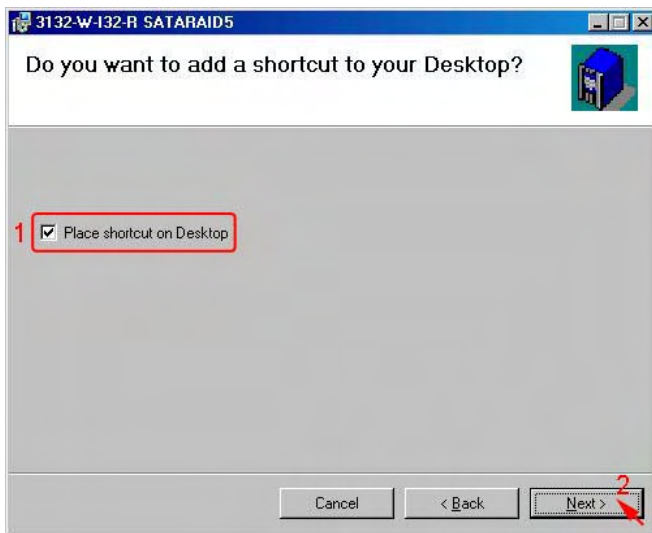 3132-W-I32-R SATARAID5
Do you want to add a shortcut to your Desktop?
1 Place shortcut on Desktop
2
Cancel < Back Next >